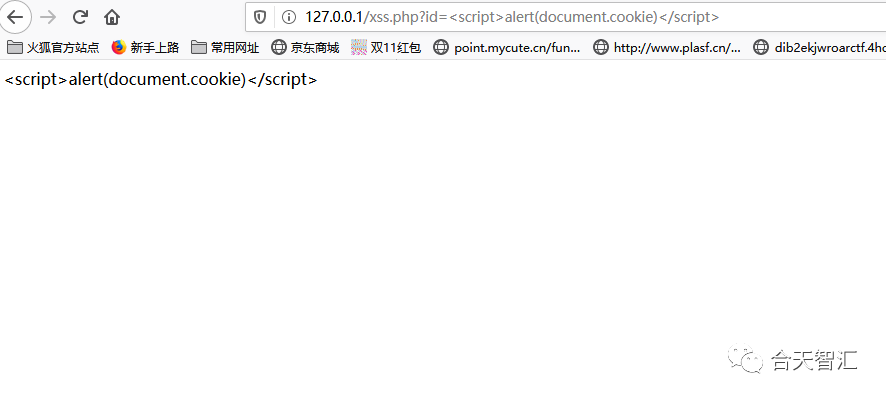 127.0.0.1/xss.php?id=<script>alert(document.cookie)</script>
火狐官方站点 新手上路 常用网址 京东商城 双11红包 point.mycute.cn/fun... http://www.plasf.cn/... dib2ekjwroarctf.4ho
<script>alert(document.cookie)</script>
合天智汇